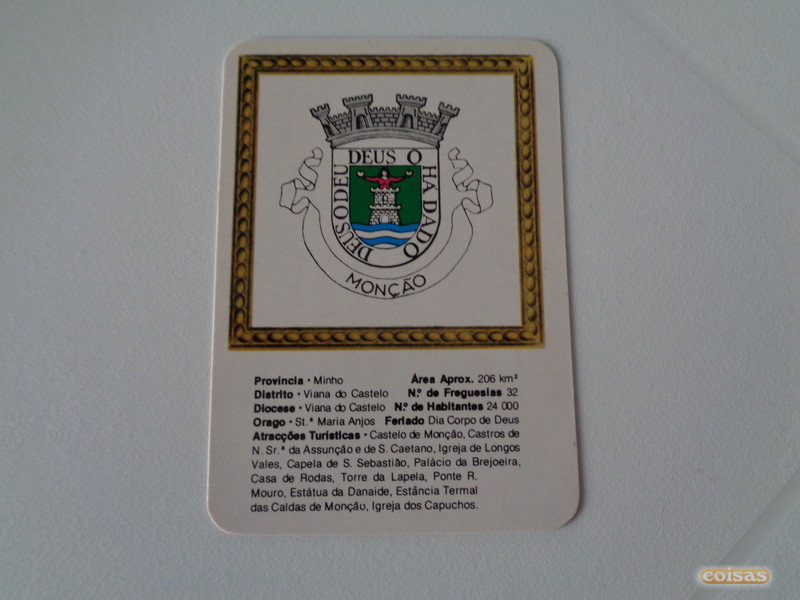 DEUS O DEU
DEUS O
HÁ DADO
MONÇÃO
Província • Minho Área Aprox. 206 km²
Distrito • Viana do Castelo N.º de Freguesias 32
Diocese • Viana do Castelo N.º de Habitantes 24 000
Orago • St.ª Maria Anjos Feriado Dia Corpo de Deus
Atracções Turísticas • Castelo de Monção, Castros de
N. Sr.ª da Assunção e de S. Caetano, Igreja de Longos
Vales, Capela de S. Sebastião, Palácio da Brejoeira,
Casa de Rodas, Torre da Lapela, Ponte R.
Mouro, Estátua da Danaide, Estância Termal
das Caldas de Monção, Igreja dos Capuchos.
coisas